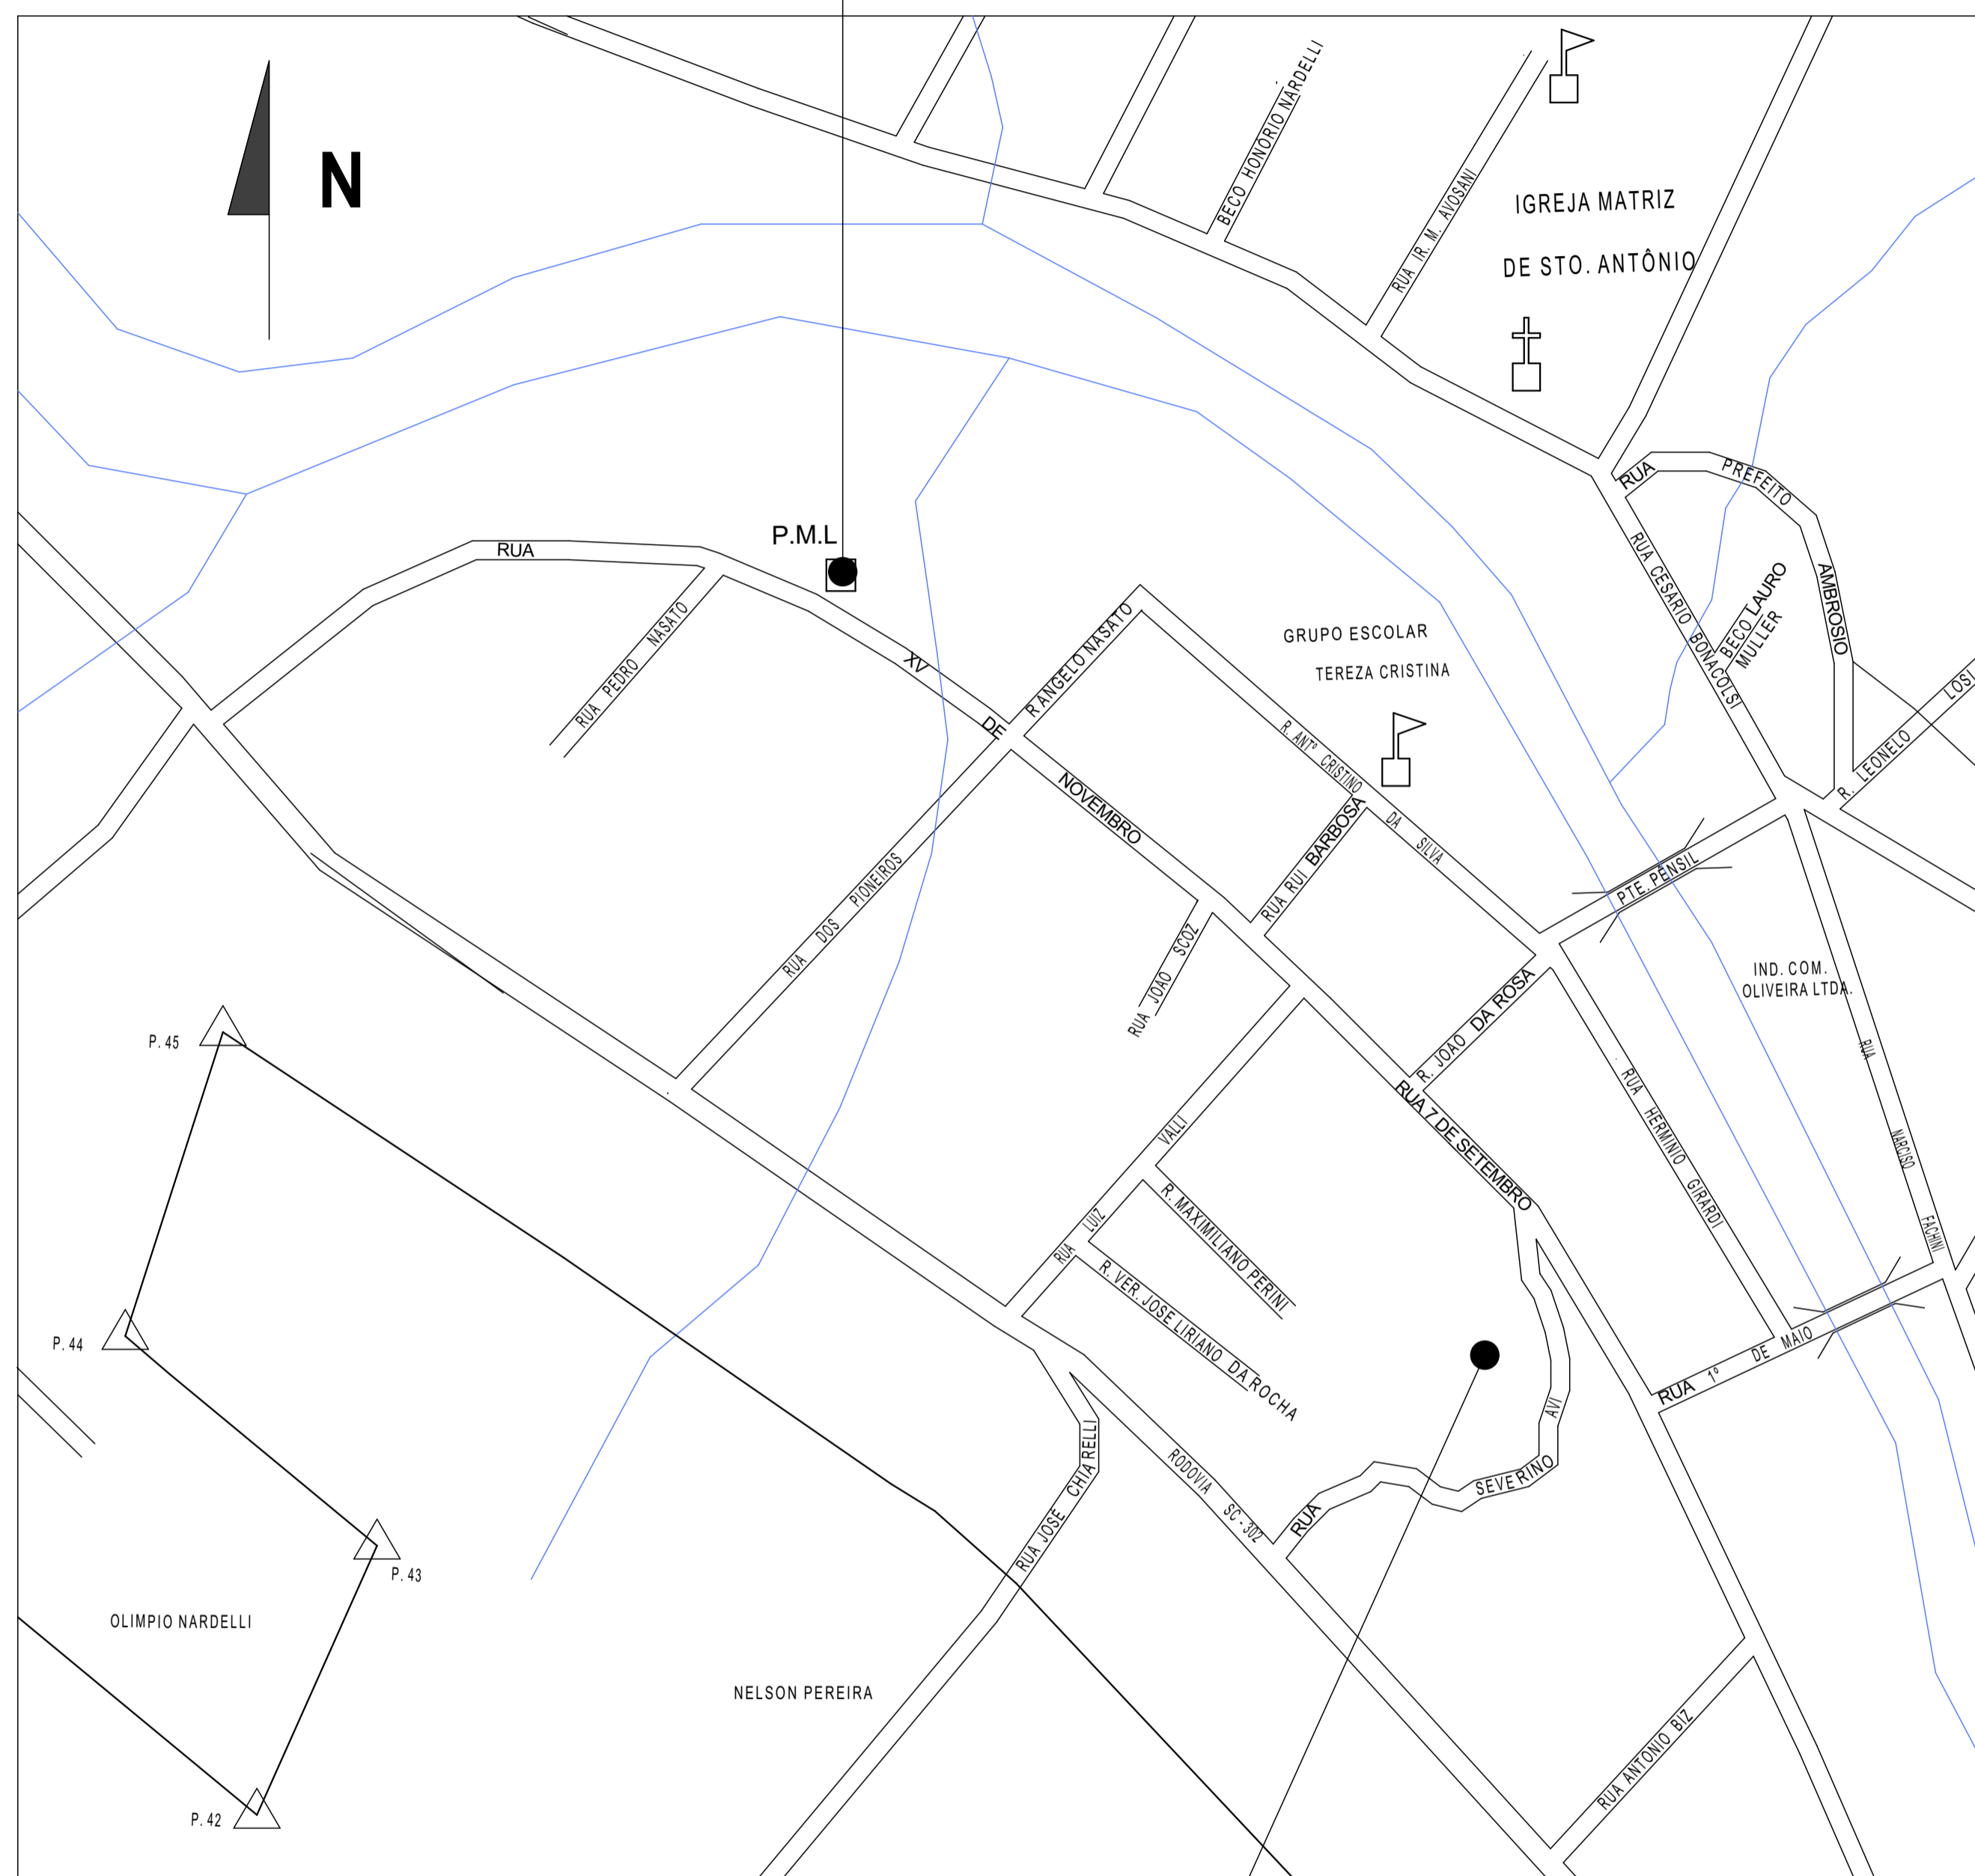 N
BECO HONÓRIO NARDELLI
RUA IR. M. AVOSANI
IGREJA MATRIZ
DE STO. ANTÔNIO
RUA PREFEITO AMBROSIO
RUA CESARIO BONACOLSI
BECO LAURO
MULLER
R. LEONELO LOSI
P.M.L
RUA XV DE NOVEMBRO
RUA PEDRO NASATO
R ANGELO NASATO
GRUPO ESCOLAR
TEREZA CRISTINA
R. ANTº CRISTINO DA SILVA
RUA RUI BARBOSA
RUA DOS PIONEIROS
RUA JOAO SCOZ
PTE. PENSIL
IND. COM.
OLIVEIRA LTDA.
R. JOAO DA ROSA
RUA 7 DE SETEMBRO
RUA HERMINIO GIRARDI
RUA NARCISO FACHINI
RUA LUIZ VALLI
R. MAXIMILIANO PERINI
R. VER. JOSE LIRIANO DA ROCHA
RUA 1º DE MAIO
RUA SEVERINO AVI
RODOVIA SC - 302
RUA JOSE CHIARELLI
P. 45
P. 44
P. 43
OLIMPIO NARDELLI
NELSON PEREIRA
P. 42
RUA ANTONIO BIZ